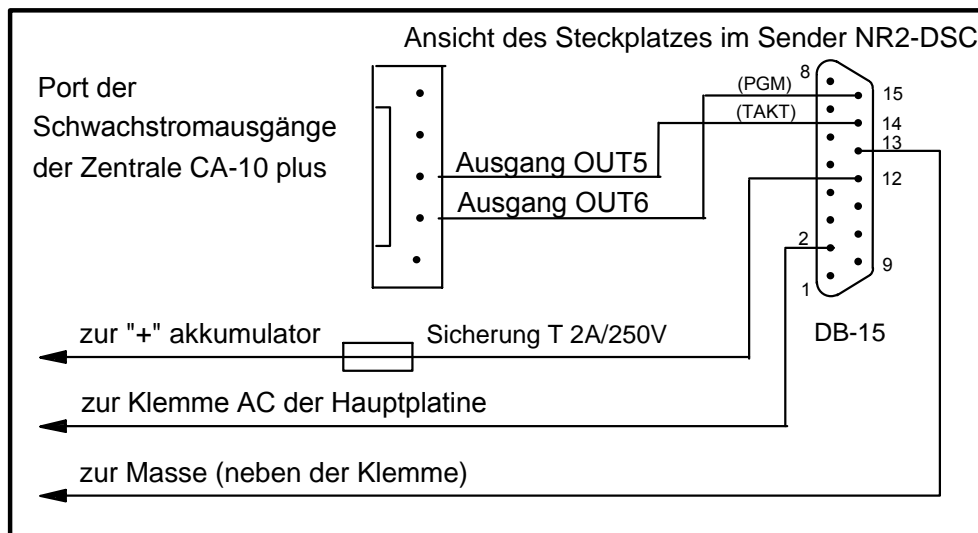 Ansicht des Steckplatzes im Sender NR2-DSC
Port der
Schwachstromausgänge
der Zentrale CA-10 plus
8
(PGM)
15
(TAKT)
14
13
Ausgang OUT5
12
Ausgang OUT6
2
9
1
zur "+" akkumulator
Sicherung T 2A/250V
DB-15
zur Klemme AC der Hauptplatine
zur Masse (neben der Klemme)